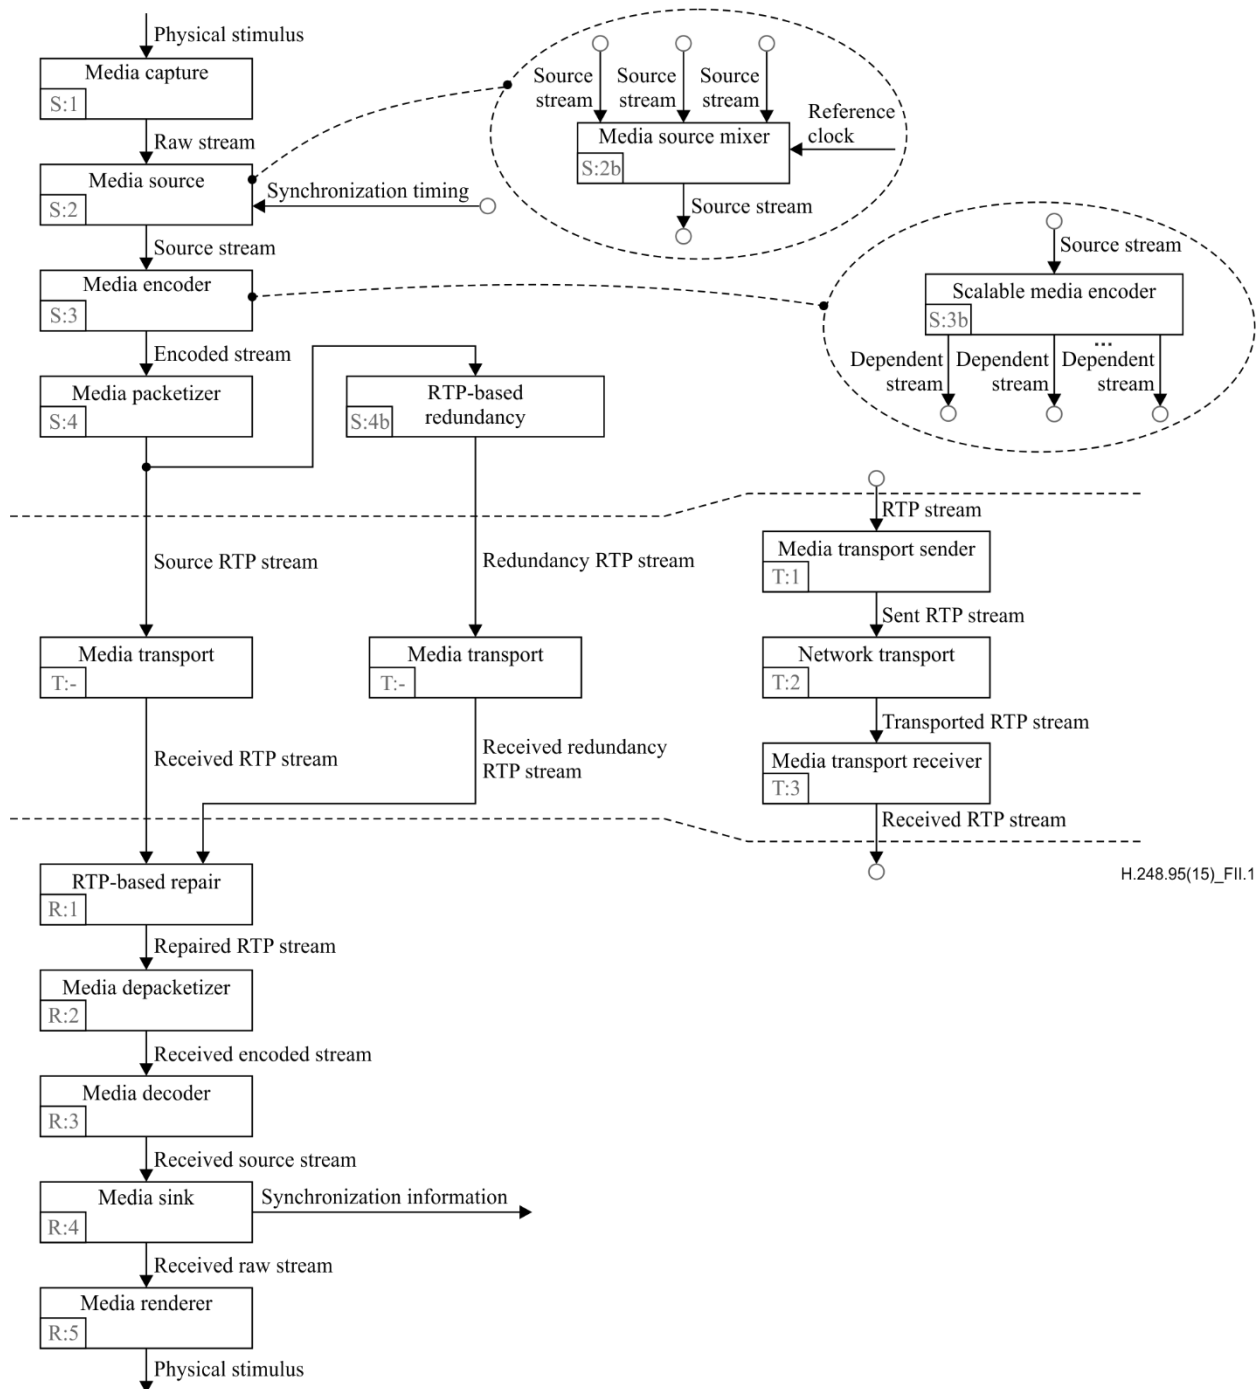 Physical stimulus
Media capture
S:1
Raw stream
Media source
S:2
Synchronization timing
Source stream
Media encoder
S:3
Encoded stream
Media packetizer
S:4
RTP-based
redundancy
S:4b
Source
stream
Source
stream
Source
stream
Reference
clock
Media source mixer
S:2b
Source stream
Source stream
Scalable media encoder
S:3b
...
Dependent
stream
Dependent
stream
Dependent
stream
Source RTP stream
Redundancy RTP stream
Media transport
T:-
Media transport
T:-
Received RTP stream
Received redundancy
RTP stream
RTP stream
Media transport sender
T:1
Sent RTP stream
Network transport
T:2
Transported RTP stream
Media transport receiver
T:3
Received RTP stream
H.248.95(15)_FII.1
RTP-based repair
R:1
Repaired RTP stream
Media depacketizer
R:2
Received encoded stream
Media decoder
R:3
Received source stream
Media sink
R:4
Synchronization information
Received raw stream
Media renderer
R:5
Physical stimulus